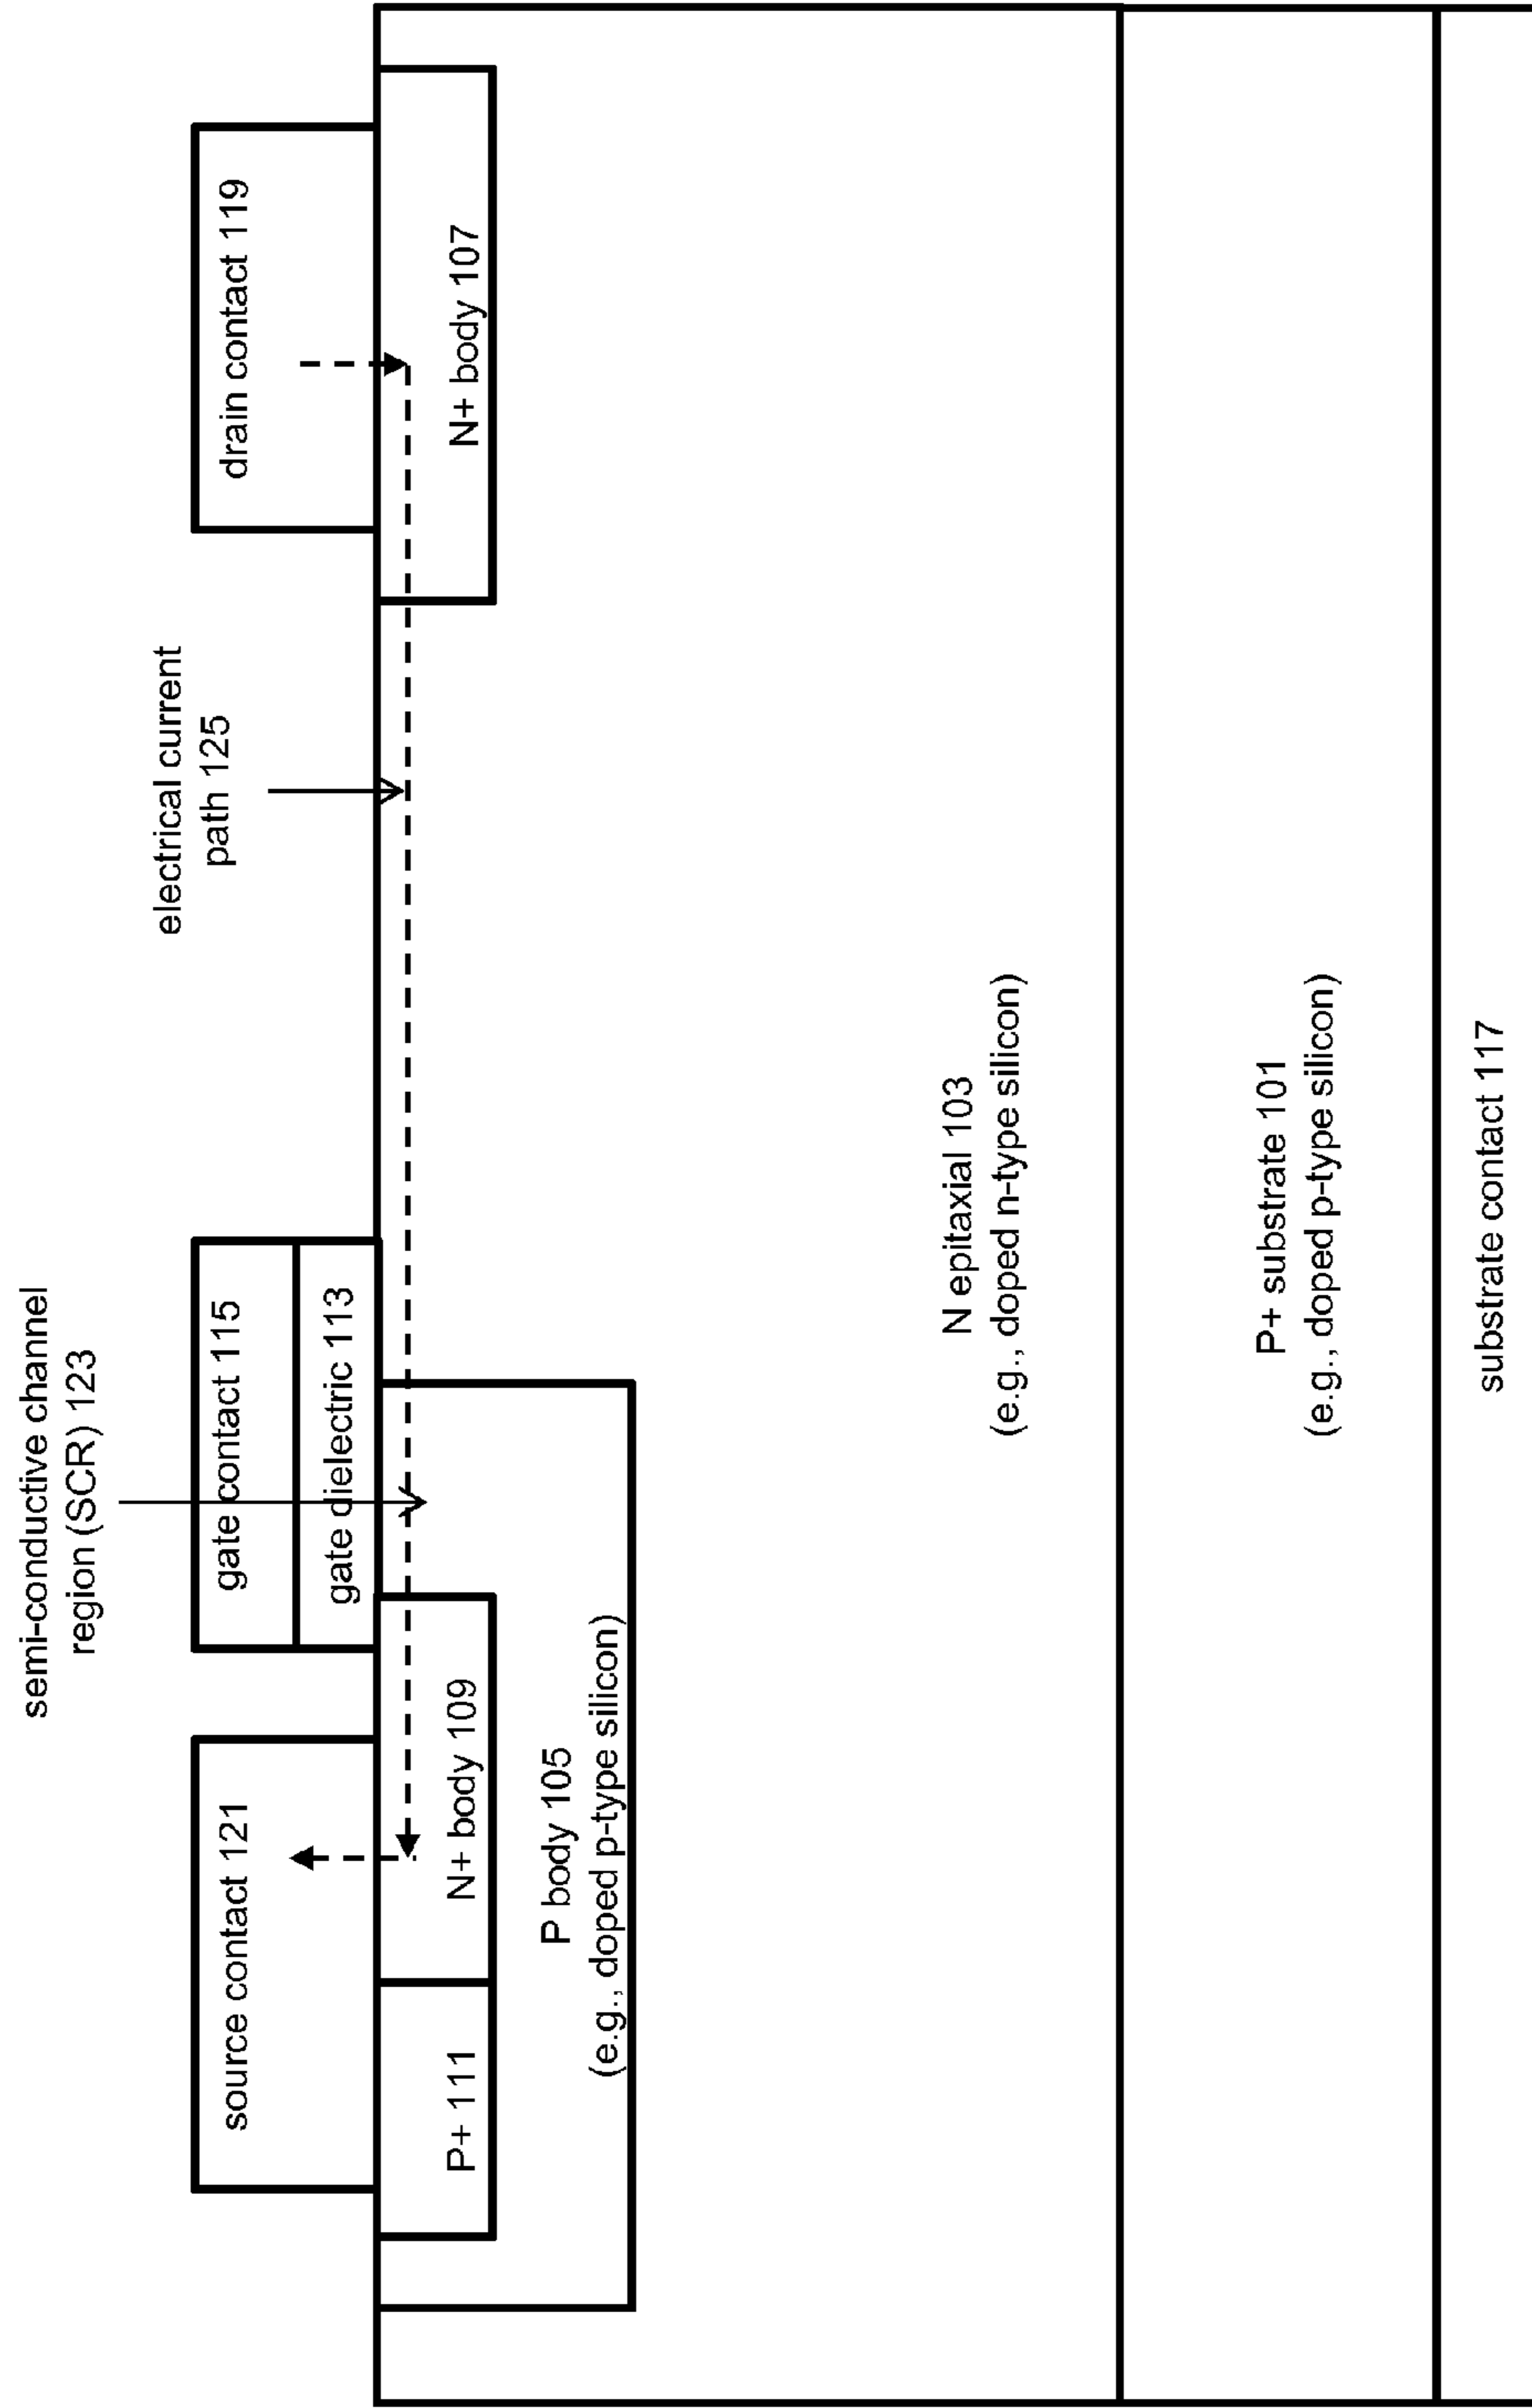 semi-conductive channel
region (SCR) 123
electrical current
path 125
source contact 121
gate contact 115
gate dielectric 113
drain contact 119
P+ 111
N+ body 109
N+ body 107
P body 105
(e.g., doped p-type silicon)
N epitaxial 103
(e.g., doped n-type silicon)
P+ substrate 101
(e.g., doped p-type silicon)
substrate contact 117